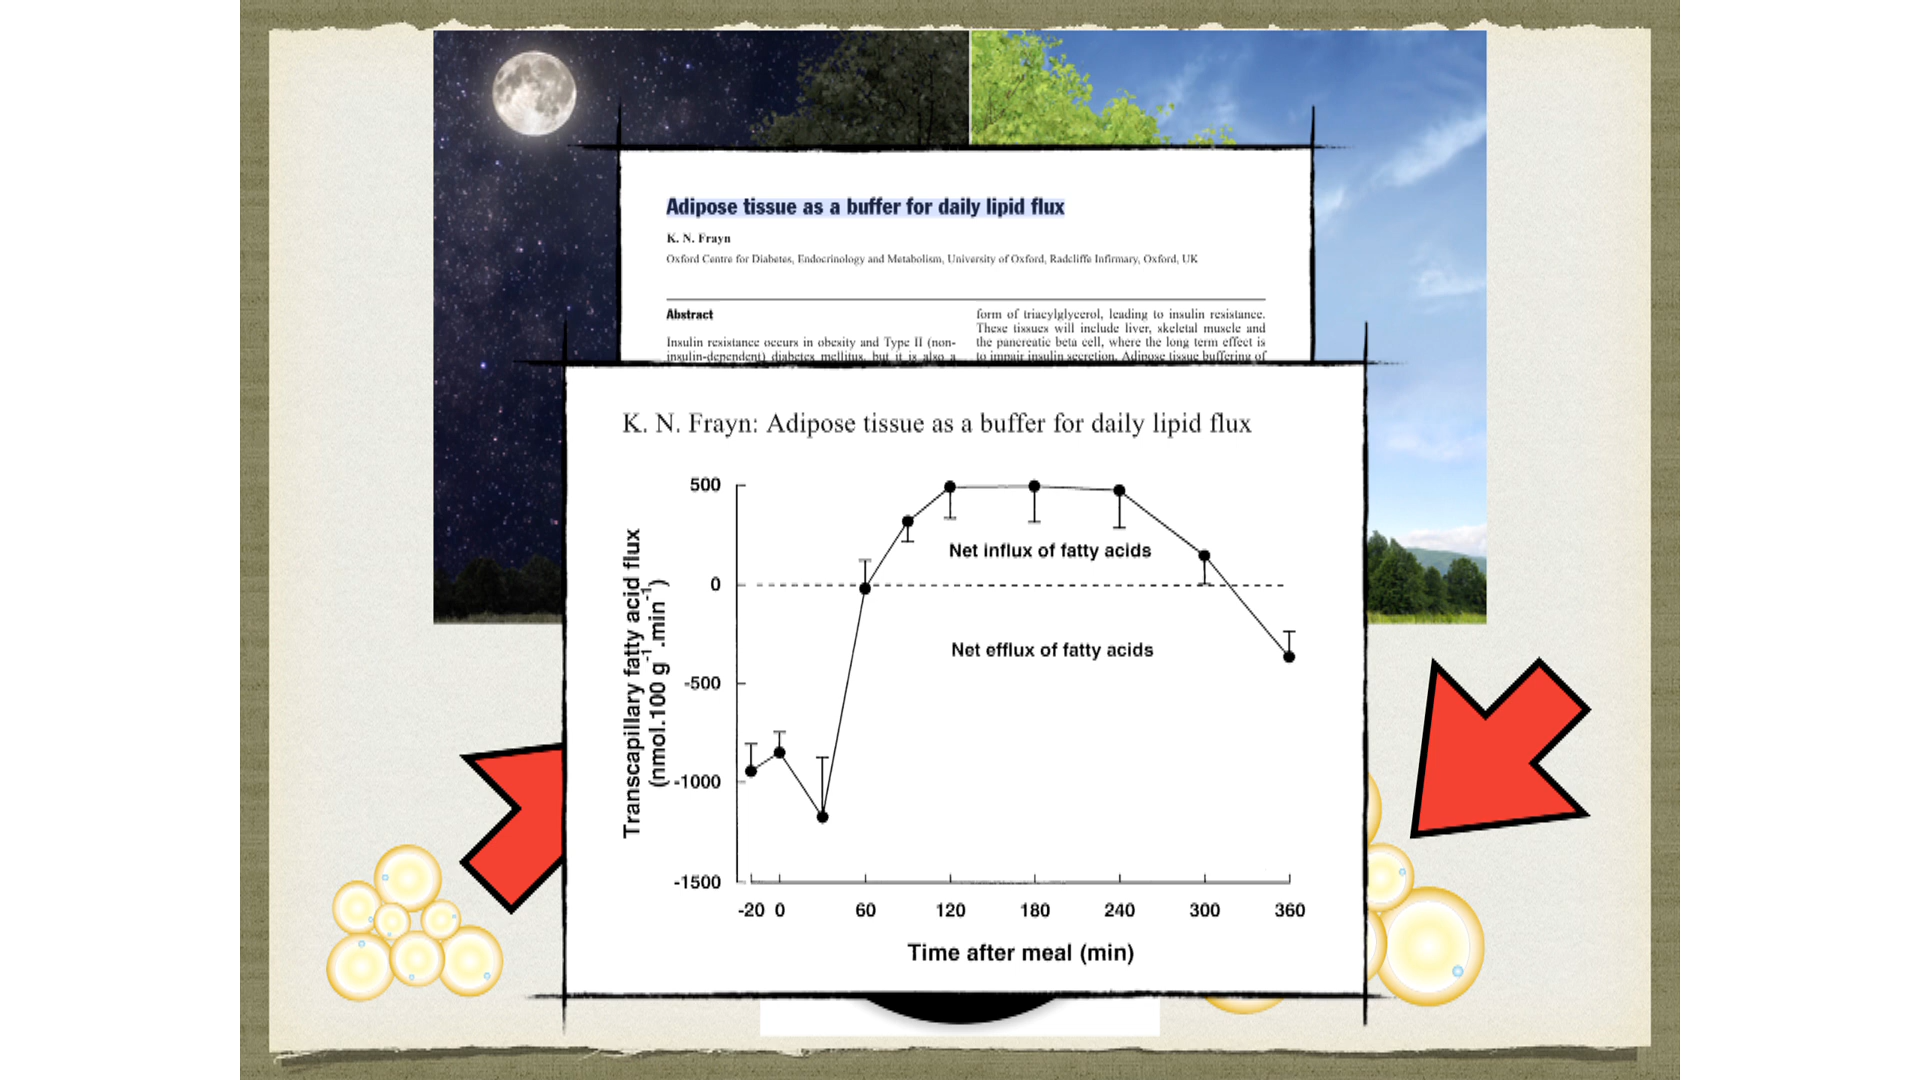 Adipose tissue as a buffer for daily lipid flux
K. N. Frayn
Oxford Centre for Diabetes, Endocrinology and Metabolism, University of Oxford, Radcliffe Infirmary, Oxford, UK
Abstract
Insulin resistance occurs in obesity and Type II (non-
insulin-dependent) diabetes mellitus, but it is also a
form of triacylglycerol, leading to insulin resistance.
These tissues will include liver, skeletal muscle and
the pancreatic beta cell, where the long term effect is
to impair insulin secretion. Adipose tissue buffering of
K. N. Frayn: Adipose tissue as a buffer for daily lipid flux
Transcapillary fatty acid flux
(nmol.100 g⁻¹.min⁻¹)
500
0
-500
-1000
-1500
Net influx of fatty acids
Net efflux of fatty acids
-20 0 60 120 180 240 300 360
Time after meal (min)